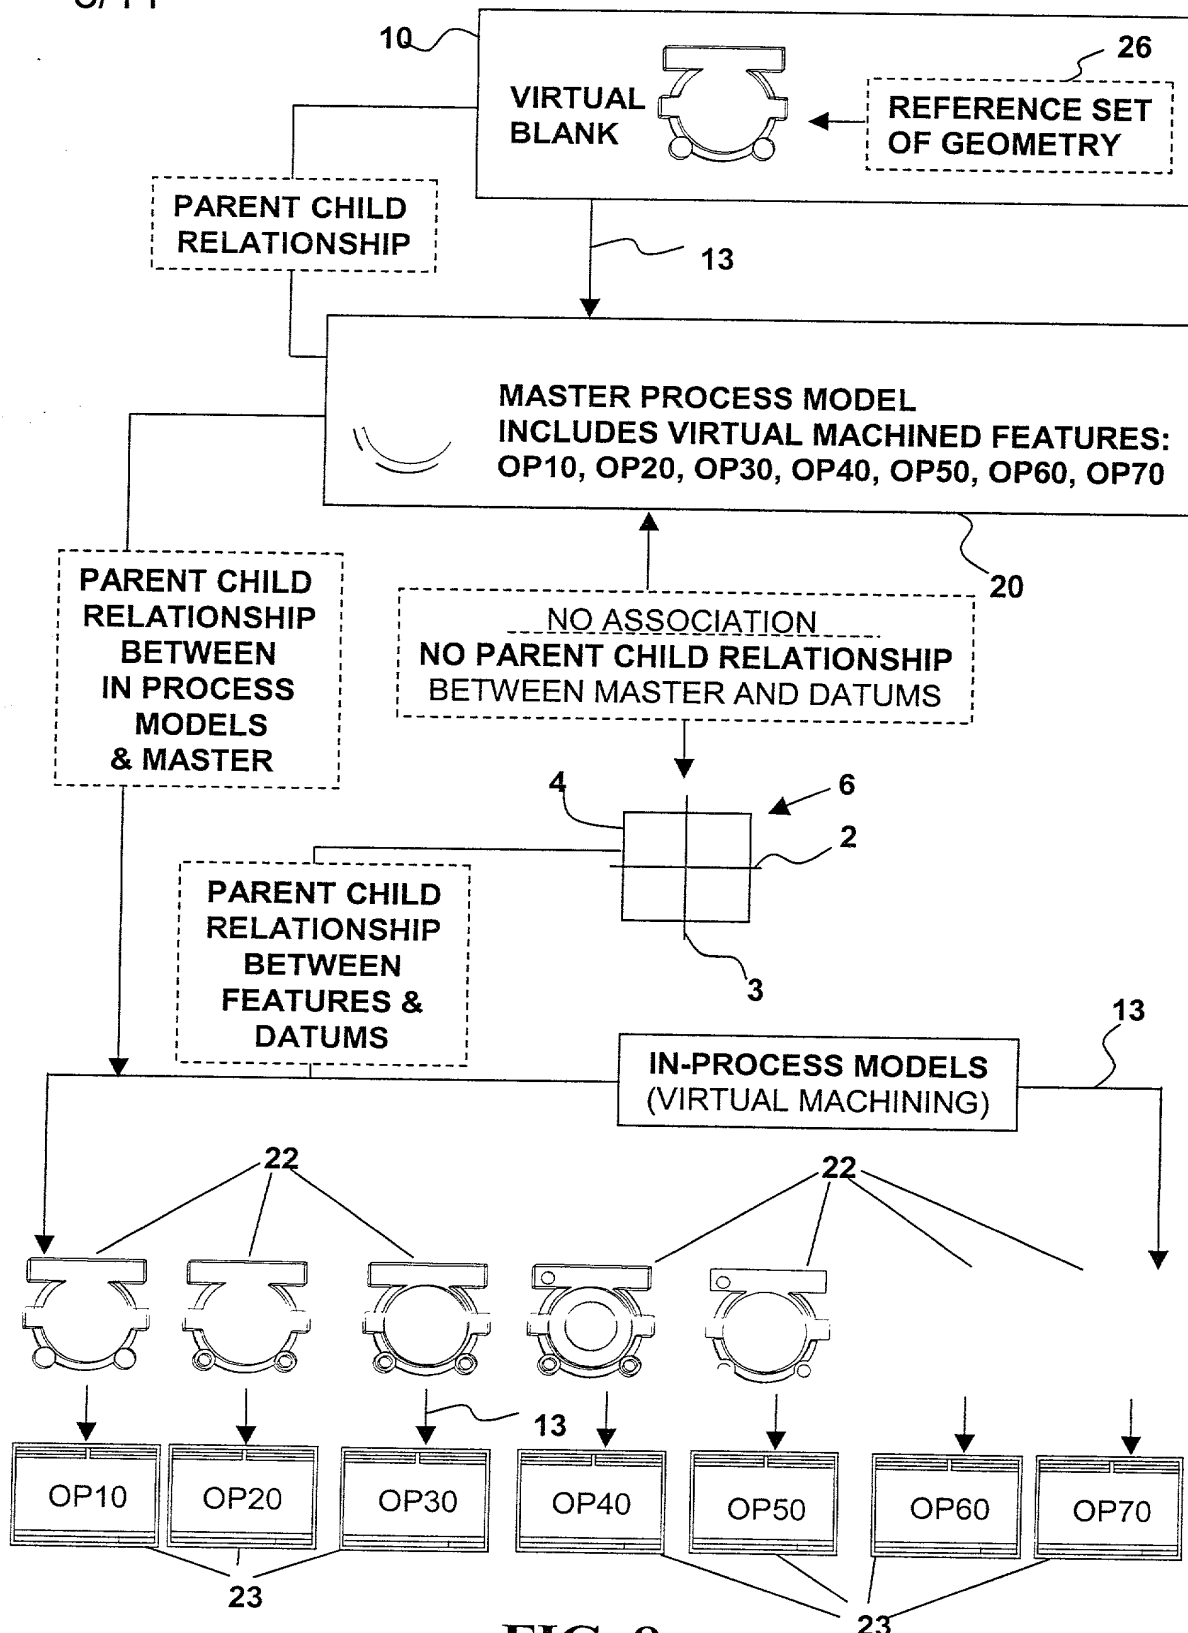 10
26
VIRTUAL
BLANK
REFERENCE SET
OF GEOMETRY
PARENT CHILD
RELATIONSHIP
13
MASTER PROCESS MODEL
INCLUDES VIRTUAL MACHINED FEATURES:
OP10, OP20, OP30, OP40, OP50, OP60, OP70
20
PARENT CHILD
RELATIONSHIP
BETWEEN
IN PROCESS
MODELS
& MASTER
NO ASSOCIATION
NO PARENT CHILD RELATIONSHIP
BETWEEN MASTER AND DATUMS
4
6
2
3
PARENT CHILD
RELATIONSHIP
BETWEEN
FEATURES &
DATUMS
13
IN-PROCESS MODELS
(VIRTUAL MACHINING)
22
22
13
OP10
OP20
OP30
OP40
OP50
OP60
OP70
23
23